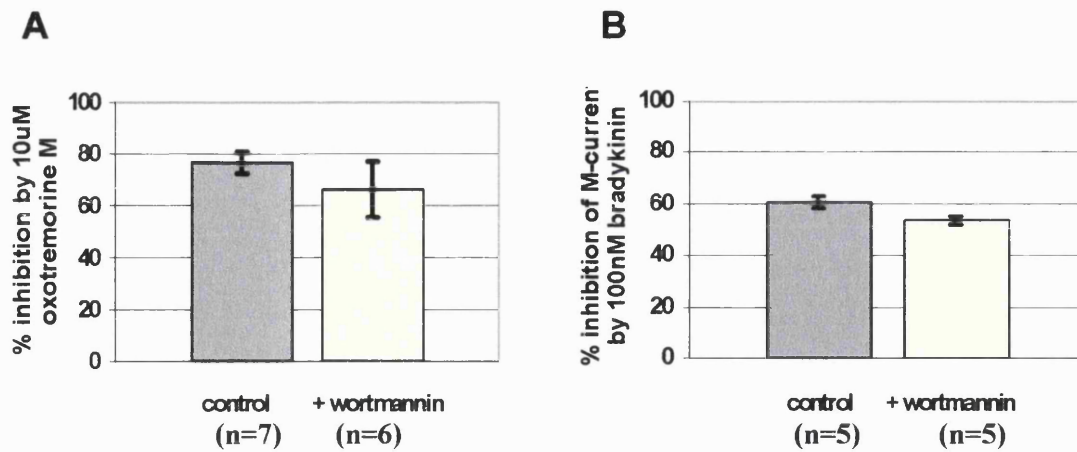 A
% inhibition by 10uM
oxotremorine M
100
80
60
40
20
0
control
+ wortmannin
(n=7)
(n=6)
B
% inhibition of M-curren
by 100nM bradykinin
100
80
60
40
20
0
control
+ wortmannin
(n=5)
(n=5)